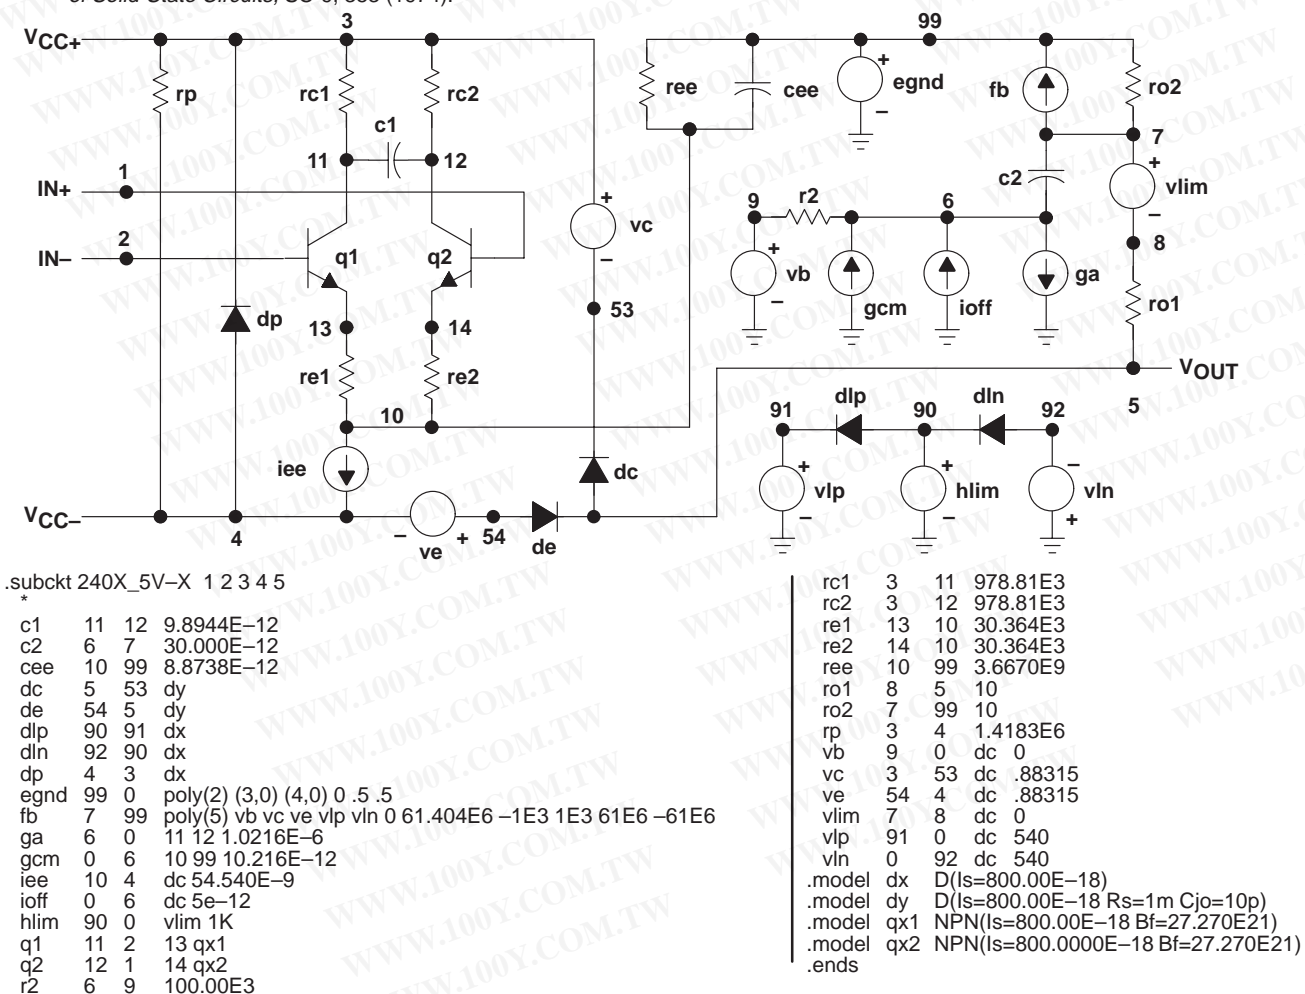 of Solid-State Circuits, SC-9, 353 (1974).
VCC+
3
99
rp
rc1
rc2
ree
cee
egnd
+
–
fb
ro2
c1
11
12
7
1
IN+
c2
+
vlim
–
9
r2
6
8
2
IN–
+
vc
–
q1
q2
+
vb
–
gcm
ioff
ga
ro1
dp
13
14
53
re1
re2
VOUT
5
10
91
dlp
90
dln
92
iee
dc
+
vlp
–
+
hlim
–
–
vln
+
VCC–
4
–
ve
+
54
de
.subckt 240X_5V–X 1 2 3 4 5
*
c1 11 12 9.8944E–12
c2 6 7 30.000E–12
cee 10 99 8.8738E–12
dc 5 53 dy
de 54 5 dy
dlp 90 91 dx
dln 92 90 dx
dp 4 3 dx
egnd 99 0 poly(2) (3,0) (4,0) 0 .5 .5
fb 7 99 poly(5) vb vc ve vlp vln 0 61.404E6 –1E3 1E3 61E6 –61E6
ga 6 0 11 12 1.0216E–6
gcm 0 6 10 99 10.216E–12
iee 10 4 dc 54.540E–9
ioff 0 6 dc 5e–12
hlim 90 0 vlim 1K
q1 11 2 13 qx1
q2 12 1 14 qx2
r2 6 9 100.00E3
rc1 3 11 978.81E3
rc2 3 12 978.81E3
re1 13 10 30.364E3
re2 14 10 30.364E3
ree 10 99 3.6670E9
ro1 8 5 10
ro2 7 99 10
rp 3 4 1.4183E6
vb 9 0 dc 0
vc 3 53 dc .88315
ve 54 4 dc .88315
vlim 7 8 dc 0
vlp 91 0 dc 540
vln 0 92 dc 540
.model dx D(Is=800.00E–18)
.model dy D(Is=800.00E–18 Rs=1m Cjo=10p)
.model qx1 NPN(Is=800.00E–18 Bf=27.270E21)
.model qx2 NPN(Is=800.0000E–18 Bf=27.270E21)
.ends
WWW.100Y.COM.TW